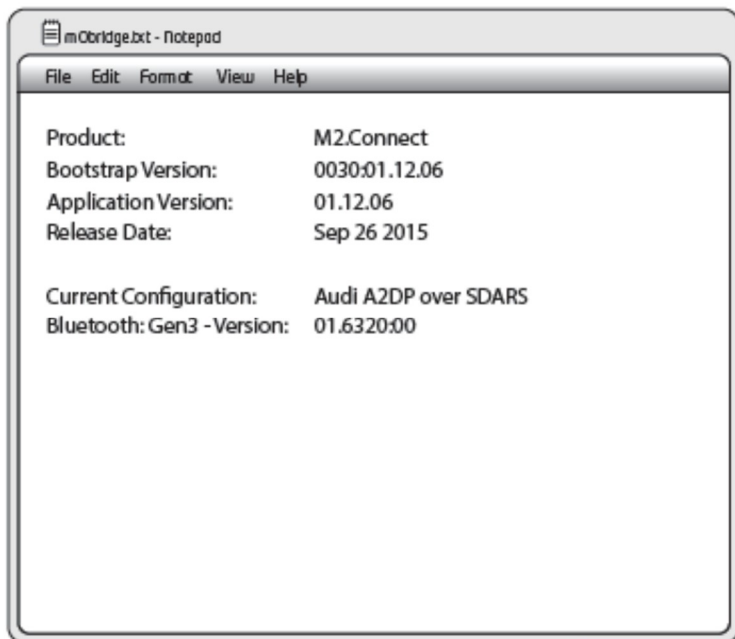 mObridge.txt - Notepad
File Edit Format View Help
Product: M2.Connect
Bootstrap Version: 0030:01.12.06
Application Version: 01.12.06
Release Date: Sep 26 2015
Current Configuration: Audi A2DP over SDARS
Bluetooth: Gen3 - Version: 01.6320:00